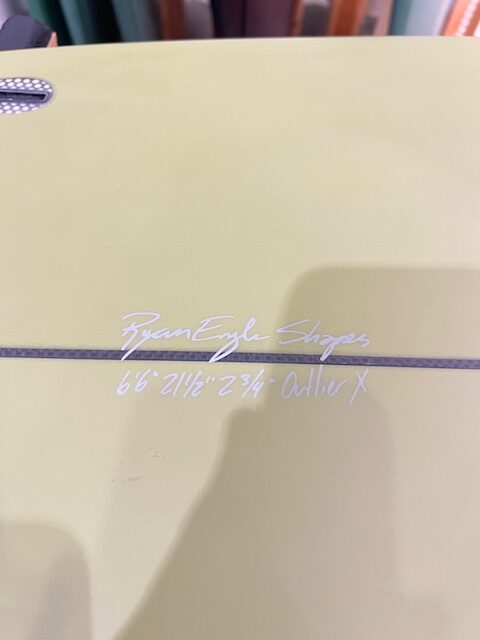 Ryan Engle Shapes
6'6" 21 1/2" 2 3/4" Outlier X